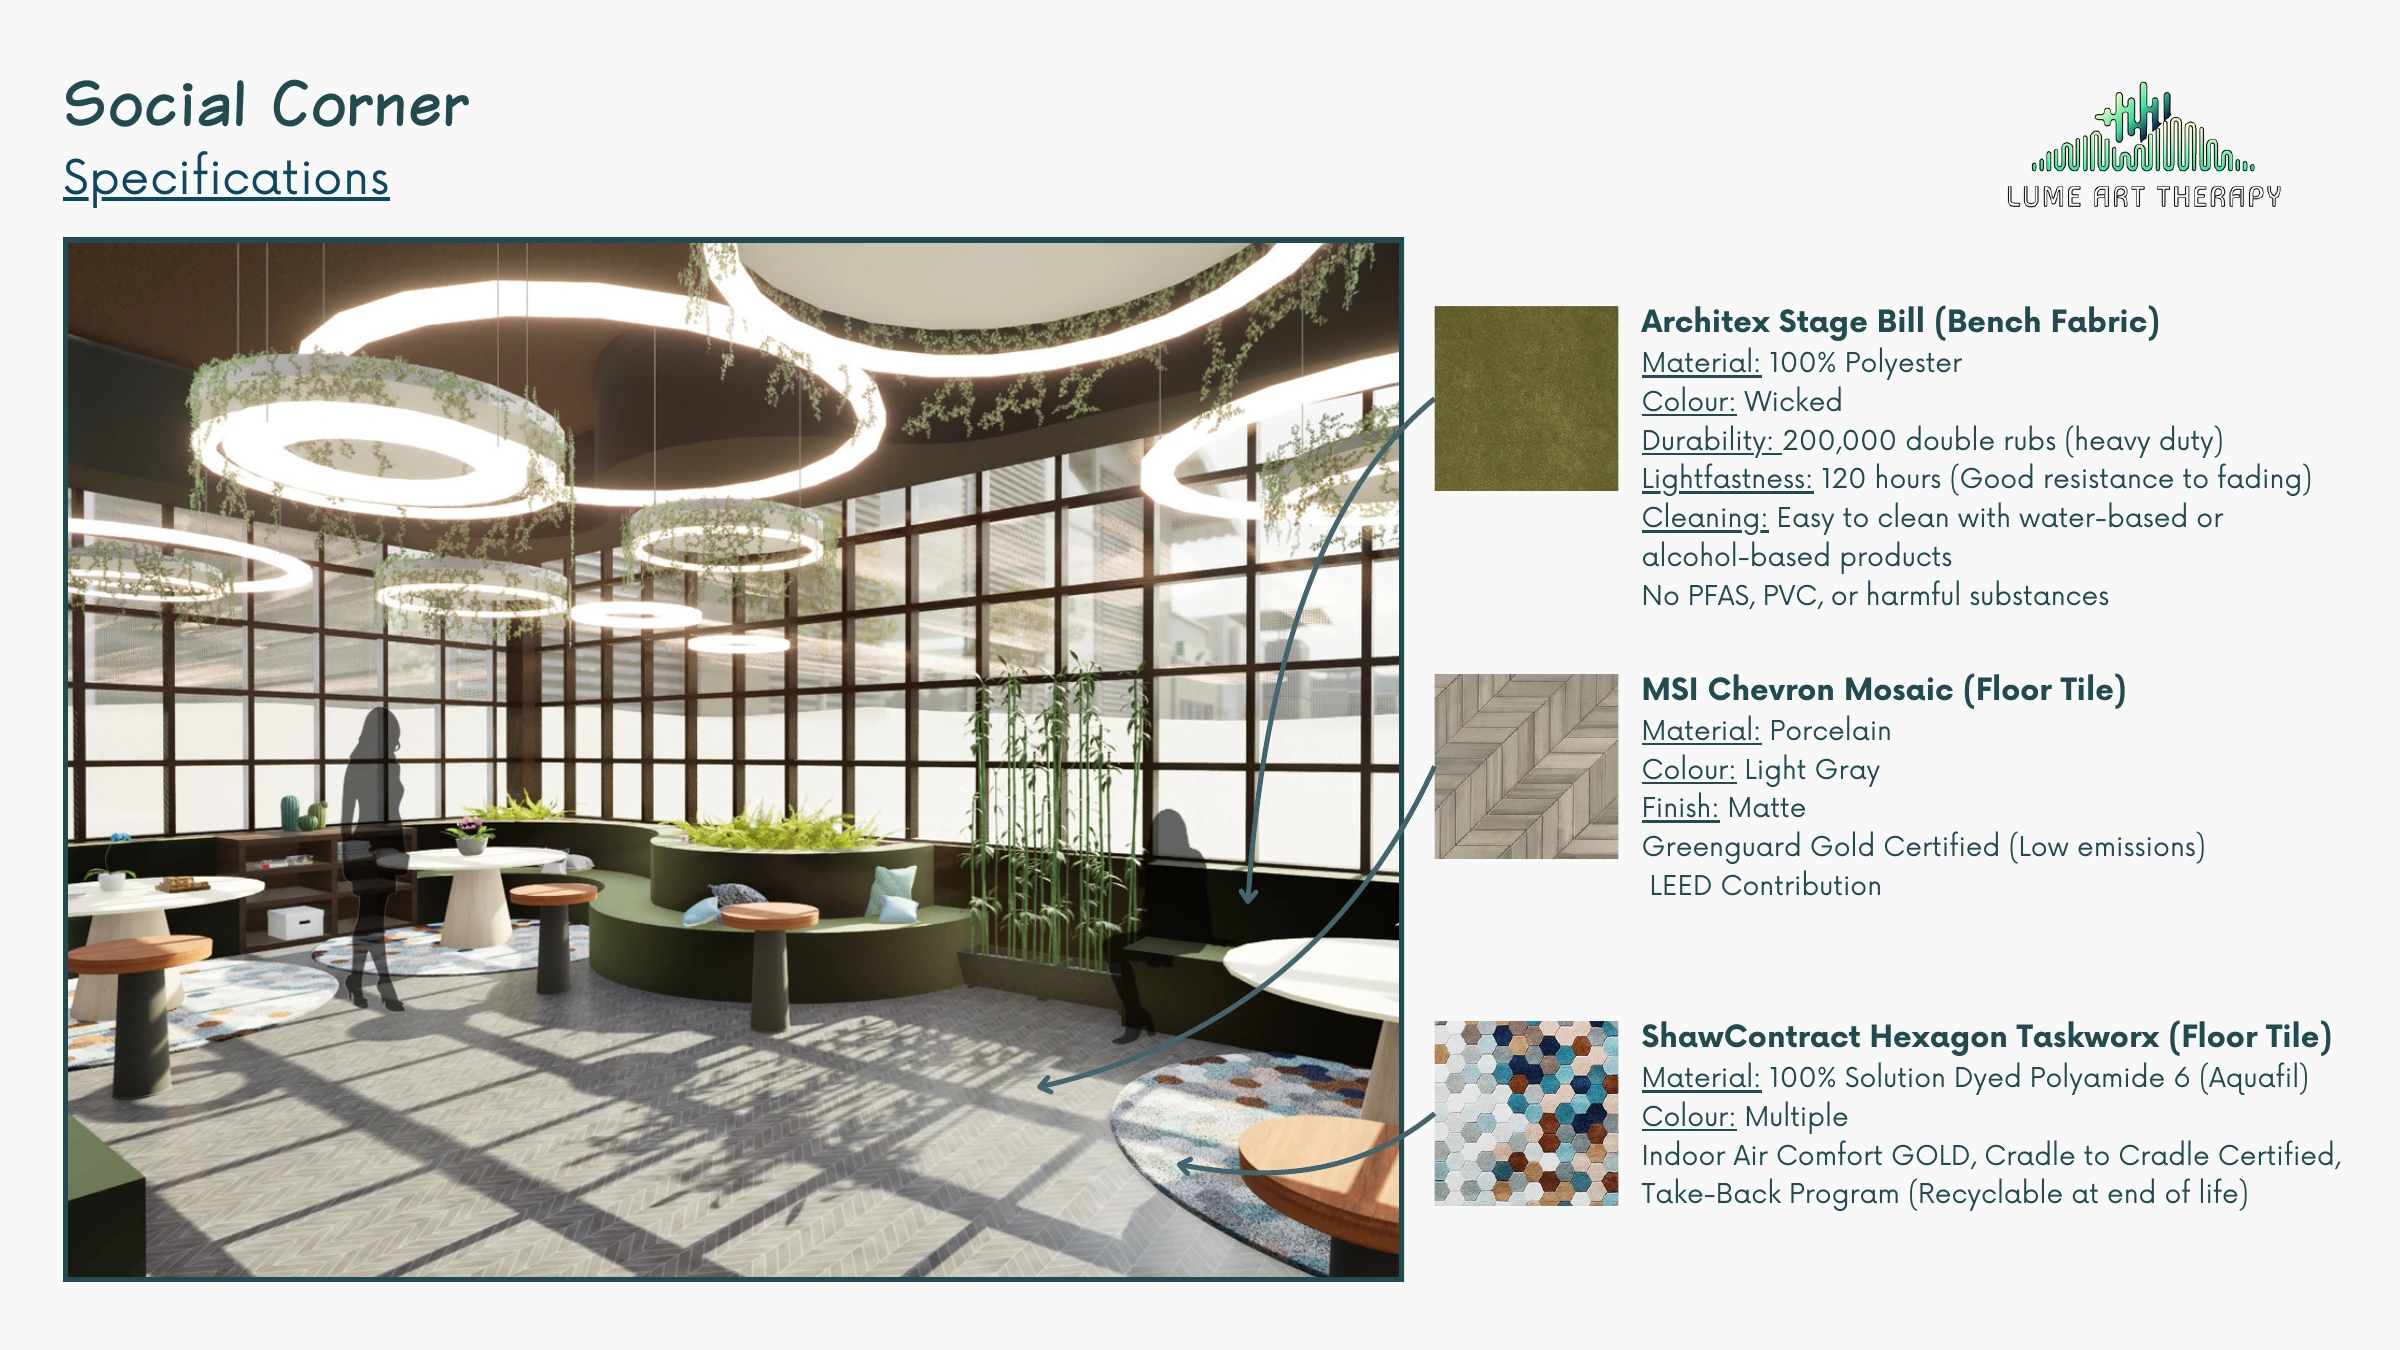 Social Corner
Specifications
LUME ART THERAPY
Architex Stage Bill (Bench Fabric)
Material: 100% Polyester
Colour: Wicked
Durability: 200,000 double rubs (heavy duty)
Lightfastness: 120 hours (Good resistance to fading)
Cleaning: Easy to clean with water-based or
alcohol-based products
No PFAS, PVC, or harmful substances
MSI Chevron Mosaic (Floor Tile)
Material: Porcelain
Colour: Light Gray
Finish: Matte
Greenguard Gold Certified (Low emissions)
LEED Contribution
ShawContract Hexagon Taskworx (Floor Tile)
Material: 100% Solution Dyed Polyamide 6 (Aquafil)
Colour: Multiple
Indoor Air Comfort GOLD, Cradle to Cradle Certified,
Take-Back Program (Recyclable at end of life)